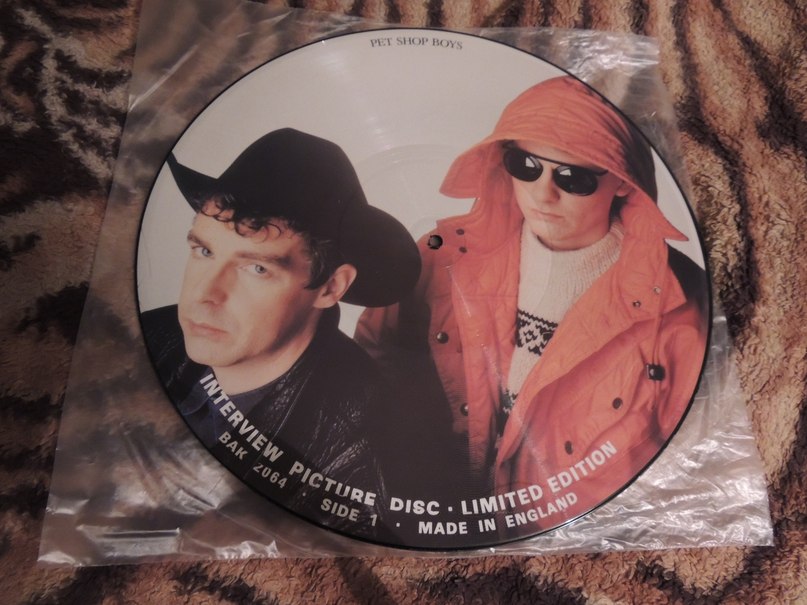 PET SHOP BOYS
INTERVIEW PICTURE DISC · LIMITED EDITION
BAK 2064 · SIDE 1 · MADE IN ENGLAND